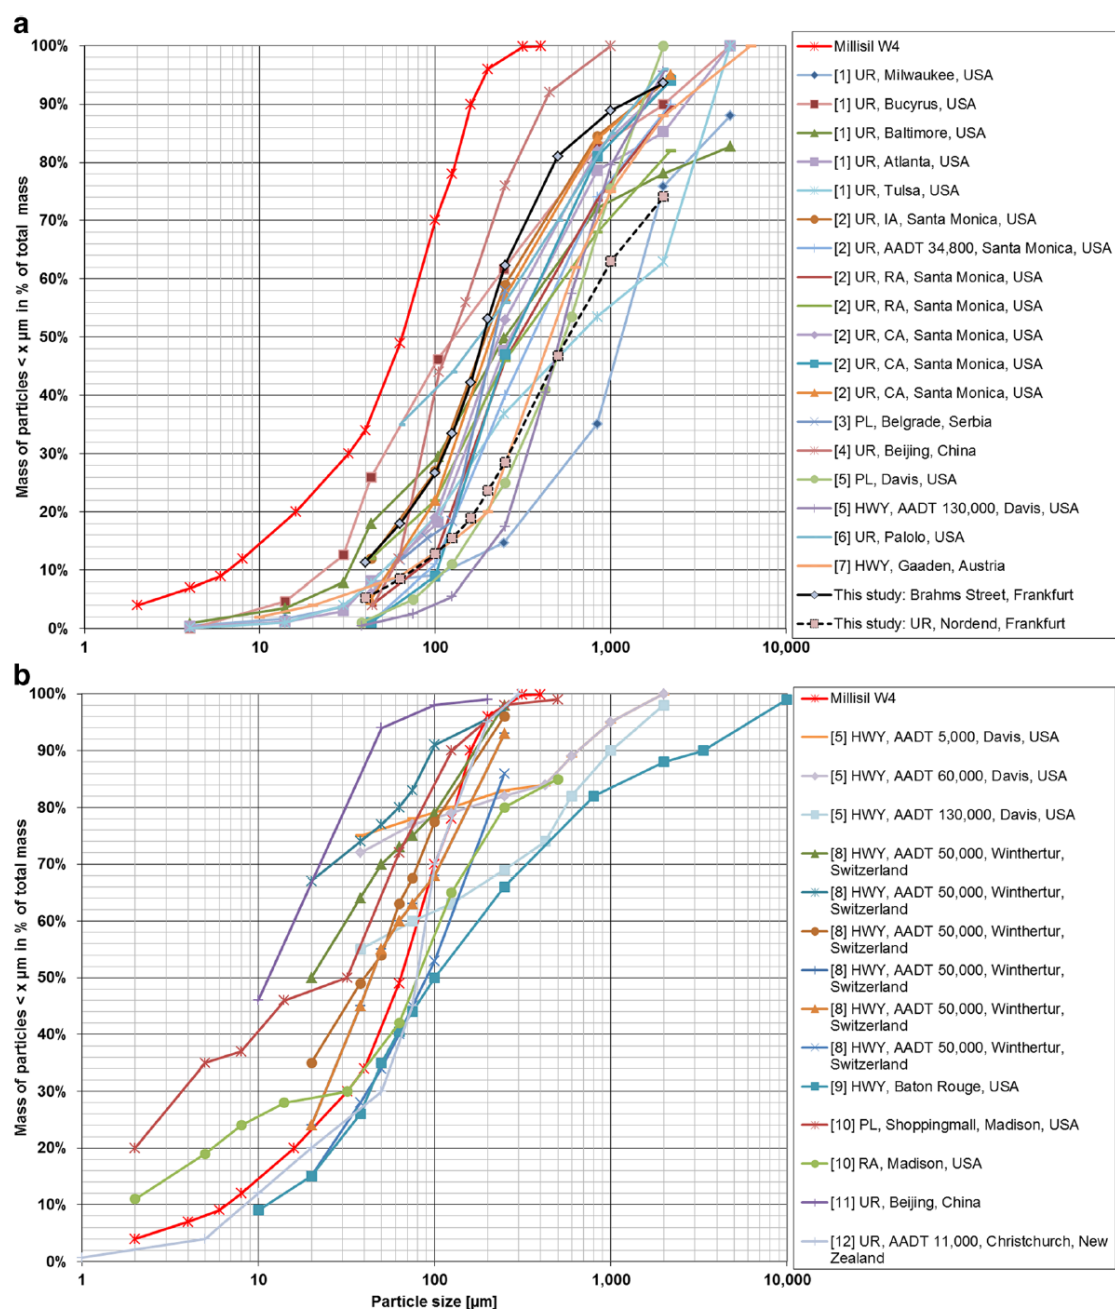 a
100%
90%
80%
70%
60%
50%
40%
30%
20%
10%
0%
Mass of particles < x µm in % of total mass
1
10
100
1,000
10,000
Millisil W4
[1] UR, Milwaukee, USA
[1] UR, Bucyrus, USA
[1] UR, Baltimore, USA
[1] UR, Atlanta, USA
[1] UR, Tulsa, USA
[2] UR, IA, Santa Monica, USA
[2] UR, AADT 34,800, Santa Monica, USA
[2] UR, RA, Santa Monica, USA
[2] UR, RA, Santa Monica, USA
[2] UR, CA, Santa Monica, USA
[2] UR, CA, Santa Monica, USA
[2] UR, CA, Santa Monica, USA
[3] PL, Belgrade, Serbia
[4] UR, Beijing, China
[5] PL, Davis, USA
[5] HWY, AADT 130,000, Davis, USA
[6] UR, Palolo, USA
[7] HWY, Gaaden, Austria
This study: Brahms Street, Frankfurt
This study: UR, Nordend, Frankfurt
b
100%
90%
80%
70%
60%
50%
40%
30%
20%
10%
0%
Mass of particles < x µm in % of total mass
1
10
100
1,000
10,000
Particle size [µm]
Millisil W4
[5] HWY, AADT 5,000, Davis, USA
[5] HWY, AADT 60,000, Davis, USA
[5] HWY, AADT 130,000, Davis, USA
[8] HWY, AADT 50,000, Winthertur,
Switzerland
[8] HWY, AADT 50,000, Winthertur,
Switzerland
[8] HWY, AADT 50,000, Winthertur,
Switzerland
[8] HWY, AADT 50,000, Winthertur,
Switzerland
[8] HWY, AADT 50,000, Winthertur,
Switzerland
[8] HWY, AADT 50,000, Winthertur,
Switzerland
[9] HWY, Baton Rouge, USA
[10] PL, Shoppingmall, Madison, USA
[10] RA, Madison, USA
[11] UR, Beijing, China
[12] UR, AADT 11,000, Christchurch, New
Zealand